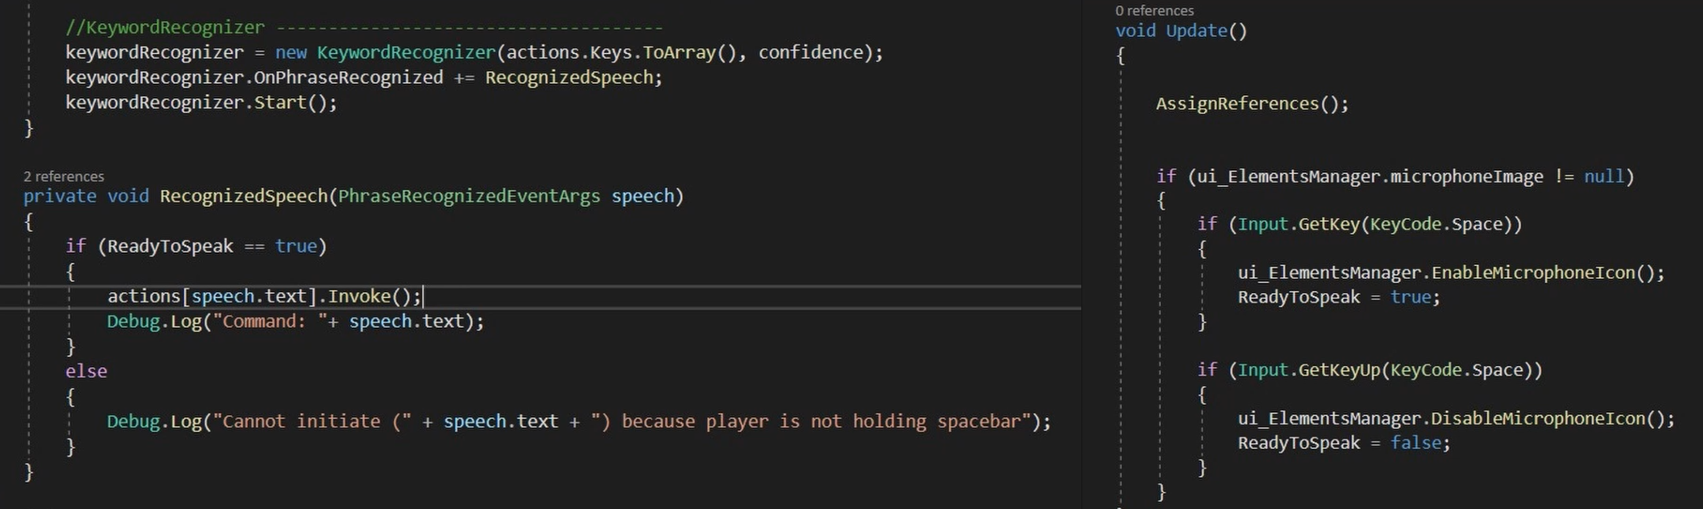 //KeywordRecognizer -------------------------------------
keywordRecognizer = new KeywordRecognizer(actions.Keys.ToArray(), confidence);
keywordRecognizer.OnPhraseRecognized += RecognizedSpeech;
keywordRecognizer.Start();
}
2 references
private void RecognizedSpeech(PhraseRecognizedEventArgs speech)
{
if (ReadyToSpeak == true)
{
actions[speech.text].Invoke();
Debug.Log("Command: "+ speech.text);
}
else
{
Debug.Log("Cannot initiate (" + speech.text + ") because player is not holding spacebar");
}
}
0 references
void Update()
{
AssignReferences();
if (ui_ElementsManager.microphoneImage != null)
{
if (Input.GetKey(KeyCode.Space))
{
ui_ElementsManager.EnableMicrophoneIcon();
ReadyToSpeak = true;
}
if (Input.GetKeyUp(KeyCode.Space))
{
ui_ElementsManager.DisableMicrophoneIcon();
ReadyToSpeak = false;
}
}